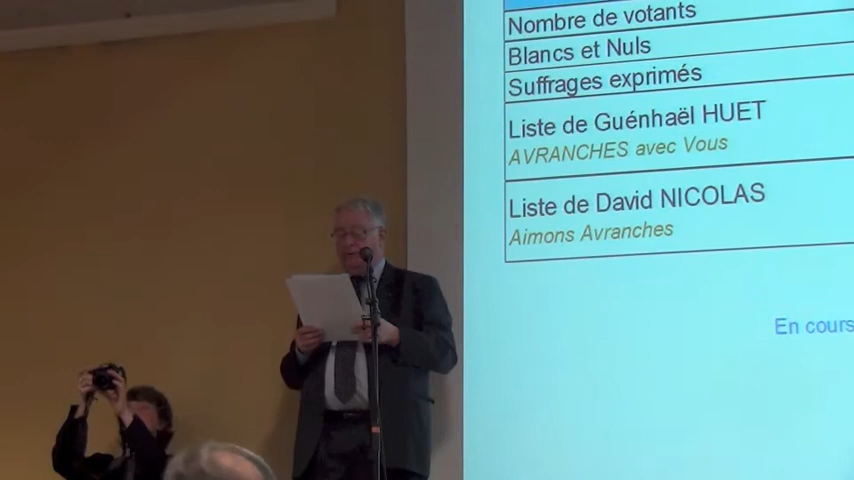 Nombre de votants
Blancs et Nuls
Suffrages exprimés
Liste de Guénhaël HUET
AVRANCHES avec Vous
Liste de David NICOLAS
Aimons Avranches
En cours